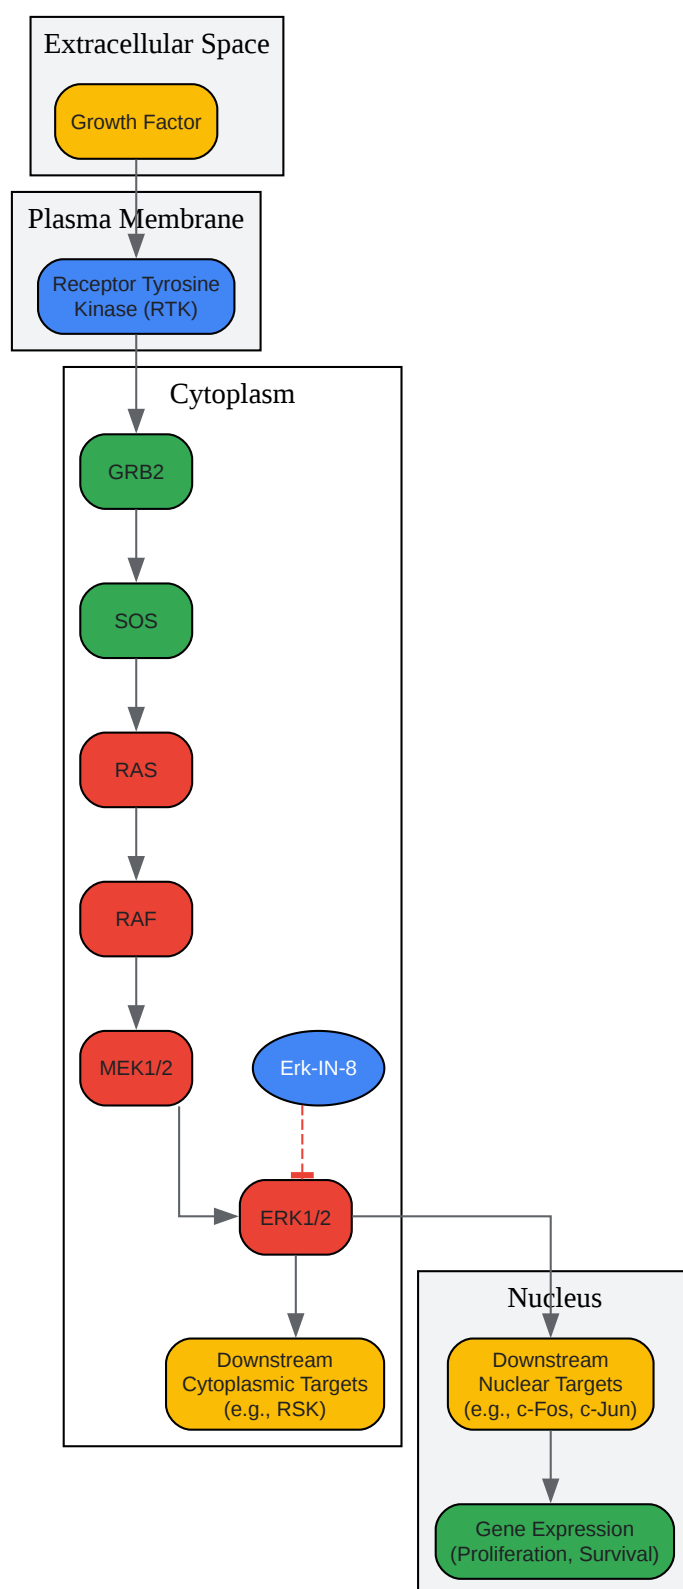 Extracellular Space
Growth Factor
Plasma Membrane
Receptor Tyrosine
Kinase (RTK)
Cytoplasm
GRB2
SOS
RAS
RAF
MEK1/2
Erk-IN-8
ERK1/2
Downstream
Cytoplasmic Targets
(e.g., RSK)
Nucleus
Downstream
Nuclear Targets
(e.g., c-Fos, c-Jun)
Gene Expression
(Proliferation, Survival)